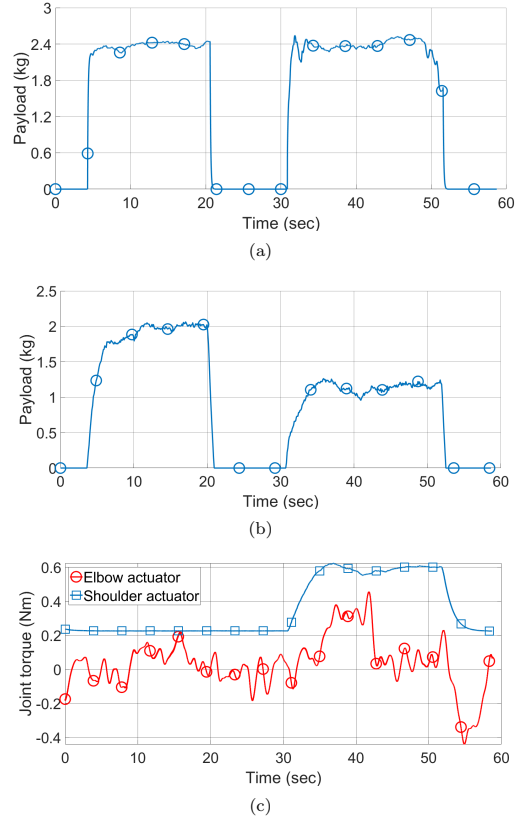 3
2.4
1.8
1.2
0.6
0
Payload (kg)
0 10 20 30 40 50 60
Time (sec)
(a)
2.5
2
1.5
1
0.5
0
Payload (kg)
0 10 20 30 40 50 60
Time (sec)
(b)
0.6
0.4
0.2
0
-0.2
-0.4
Joint torque (Nm)
Elbow actuator
Shoulder actuator
0 10 20 30 40 50 60
Time (sec)
(c)